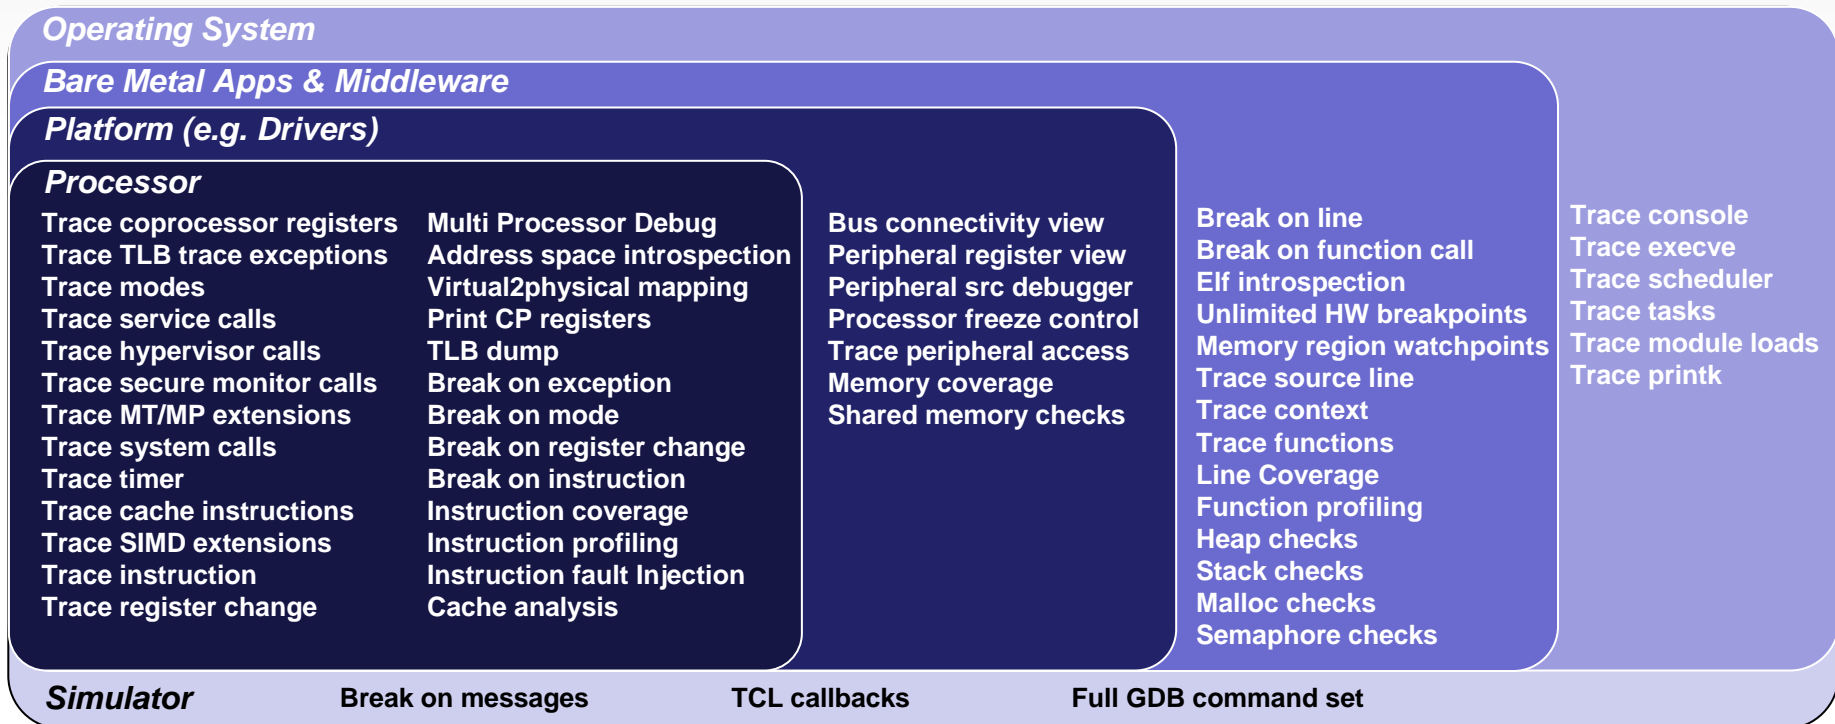 Operating System
Bare Metal Apps & Middleware
Platform (e.g. Drivers)
Processor
Trace coprocessor registers
Trace TLB trace exceptions
Trace modes
Trace service calls
Trace hypervisor calls
Trace secure monitor calls
Trace MT/MP extensions
Trace system calls
Trace timer
Trace cache instructions
Trace SIMD extensions
Trace instruction
Trace register change
Multi Processor Debug
Address space introspection
Virtual2physical mapping
Print CP registers
TLB dump
Break on exception
Break on mode
Break on register change
Break on instruction
Instruction coverage
Instruction profiling
Instruction fault Injection
Cache analysis
Bus connectivity view
Peripheral register view
Peripheral src debugger
Processor freeze control
Trace peripheral access
Memory coverage
Shared memory checks
Break on line
Break on function call
Elf introspection
Unlimited HW breakpoints
Memory region watchpoints
Trace source line
Trace context
Trace functions
Line Coverage
Function profiling
Heap checks
Stack checks
Malloc checks
Semaphore checks
Trace console
Trace execve
Trace scheduler
Trace tasks
Trace module loads
Trace printk
Simulator
Break on messages
TCL callbacks
Full GDB command set